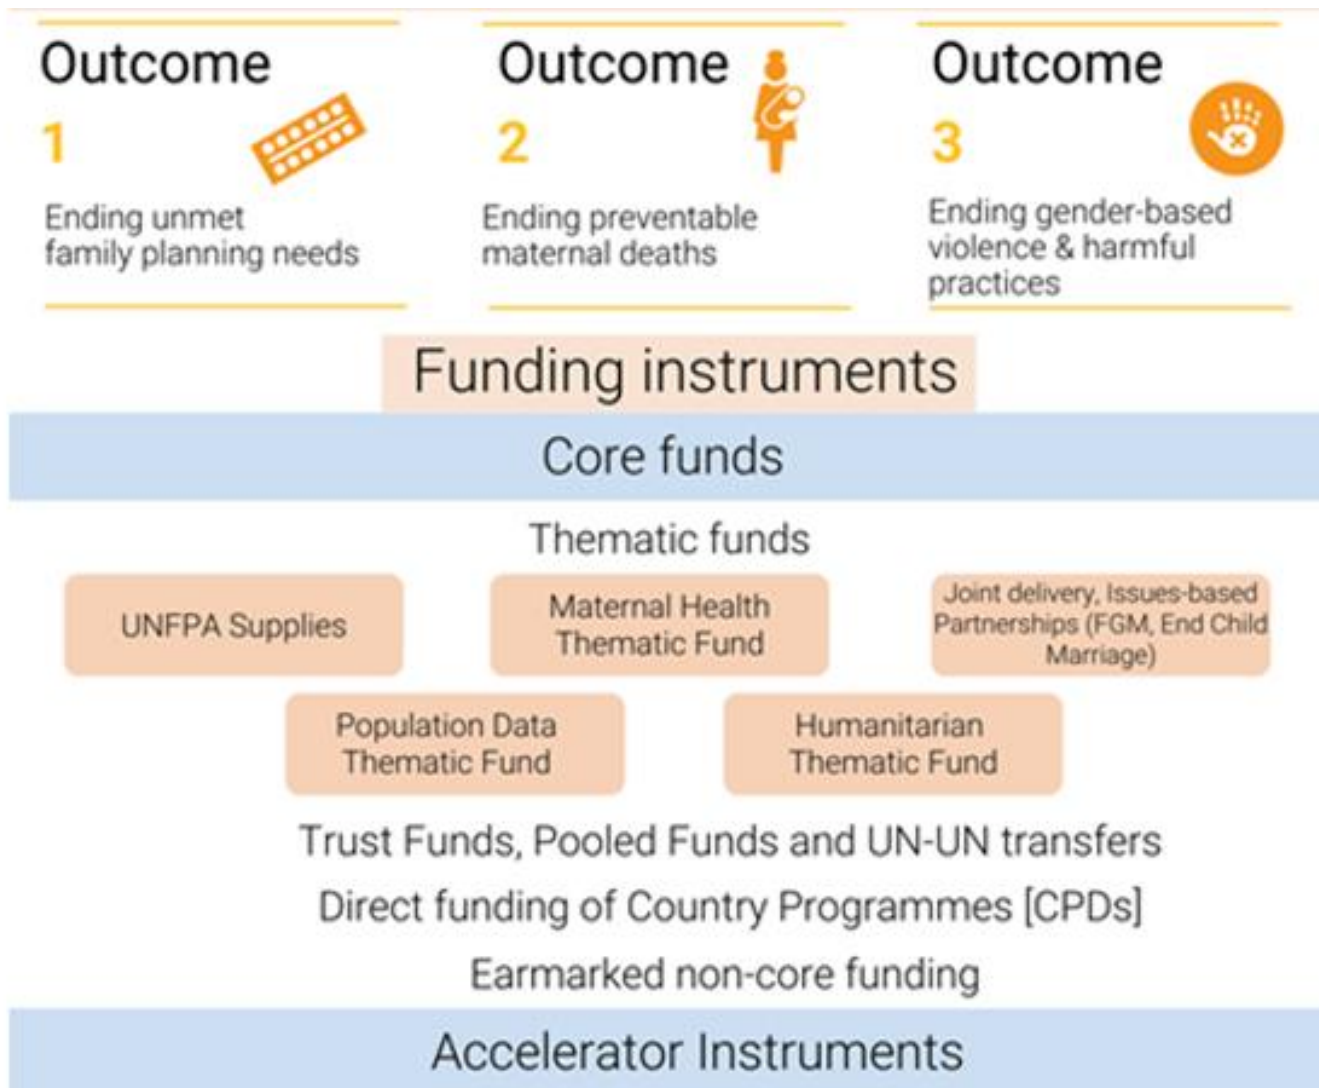 Outcome
1
Ending unmet
family planning needs
Outcome
2
Ending preventable
maternal deaths
Outcome
3
Ending gender-based
violence & harmful
practices
Funding instruments
Core funds
Thematic funds
UNFPA Supplies
Maternal Health
Thematic Fund
Joint delivery, Issues-based
Partnerships (FGM, End Child
Marriage)
Population Data
Thematic Fund
Humanitarian
Thematic Fund
Trust Funds, Pooled Funds and UN-UN transfers
Direct funding of Country Programmes [CPDs]
Earmarked non-core funding
Accelerator Instruments